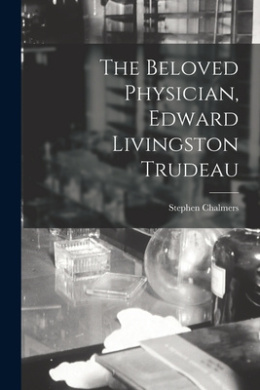 The Beloved
Physician,
Edward
Livingston
Trudeau
Stephen Chalmers